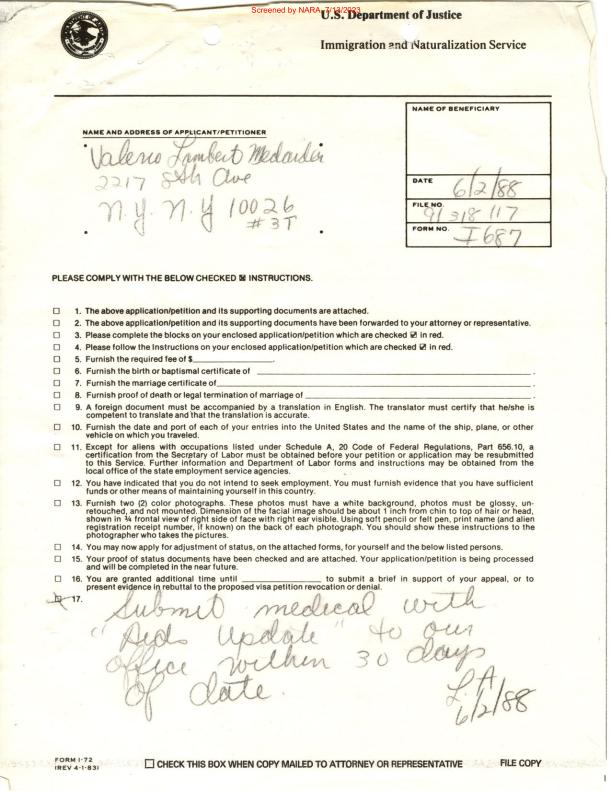 Screened by NARA, 7/13/2023
U.S. Department of Justice
Immigration and Naturalization Service
NAME OF BENEFICIARY
NAME AND ADDRESS OF APPLICANT/PETITIONER
Valerio Lambert
2217 8th Ave
N.Y. N.Y 10026
# 3T
DATE 6/2/88
FILE NO. 91 318 117
FORM NO. I 687
PLEASE COMPLY WITH THE BELOW CHECKED ☒ INSTRUCTIONS.
☐ 1. The above application/petition and its supporting documents are attached.
☐ 2. The above application/petition and its supporting documents have been forwarded to your attorney or representative.
☐ 3. Please complete the blocks on your enclosed application/petition which are checked ☑ in red.
☐ 4. Please follow the Instructions on your enclosed application/petition which are checked ☑ in red.
☐ 5. Furnish the required fee of $____________.
☐ 6. Furnish the birth or baptismal certificate of ____________.
☐ 7. Furnish the marriage certificate of____________.
☐ 8. Furnish proof of death or legal termination of marriage of ____________.
☐ 9. A foreign document must be accompanied by a translation in English. The translator must certify that he/she is
competent to translate and that the translation is accurate.
☐ 10. Furnish the date and port of each of your entries into the United States and the name of the ship, plane, or other
vehicle on which you traveled.
☐ 11. Except for aliens with occupations listed under Schedule A, 20 Code of Federal Regulations, Part 656.10, a
certification from the Secretary of Labor must be obtained before your petition or application may be resubmitted
to this Service. Further information and Department of Labor forms and instructions may be obtained from the
local office of the state employment service agencies.
☐ 12. You have indicated that you do not intend to seek employment. You must furnish evidence that you have sufficient
funds or other means of maintaining yourself in this country.
☐ 13. Furnish two (2) color photographs. These photos must have a white background, photos must be glossy, un-
retouched, and not mounted. Dimension of the facial image should be about 1 inch from chin to top of hair or head,
shown in ¾ frontal view of right side of face with right ear visible. Using soft pencil or felt pen, print name (and alien
registration receipt number, if known) on the back of each photograph. You should show these instructions to the
photographer who takes the pictures.
☐ 14. You may now apply for adjustment of status, on the attached forms, for yourself and the below listed persons.
☐ 15. Your proof of status documents have been checked and are attached. Your application/petition is being processed
and will be completed in the near future.
☐ 16. You are granted additional time until ____________ to submit a brief in support of your appeal, or to
present evidence in rebuttal to the proposed visa petition revocation or denial.
☒ 17. Submit medical with
"Aids Update" to our
office within 30 days
of date.
L.A
6/2/88
FORM I-72
(REV 4-1-83)
☐ CHECK THIS BOX WHEN COPY MAILED TO ATTORNEY OR REPRESENTATIVE
FILE COPY